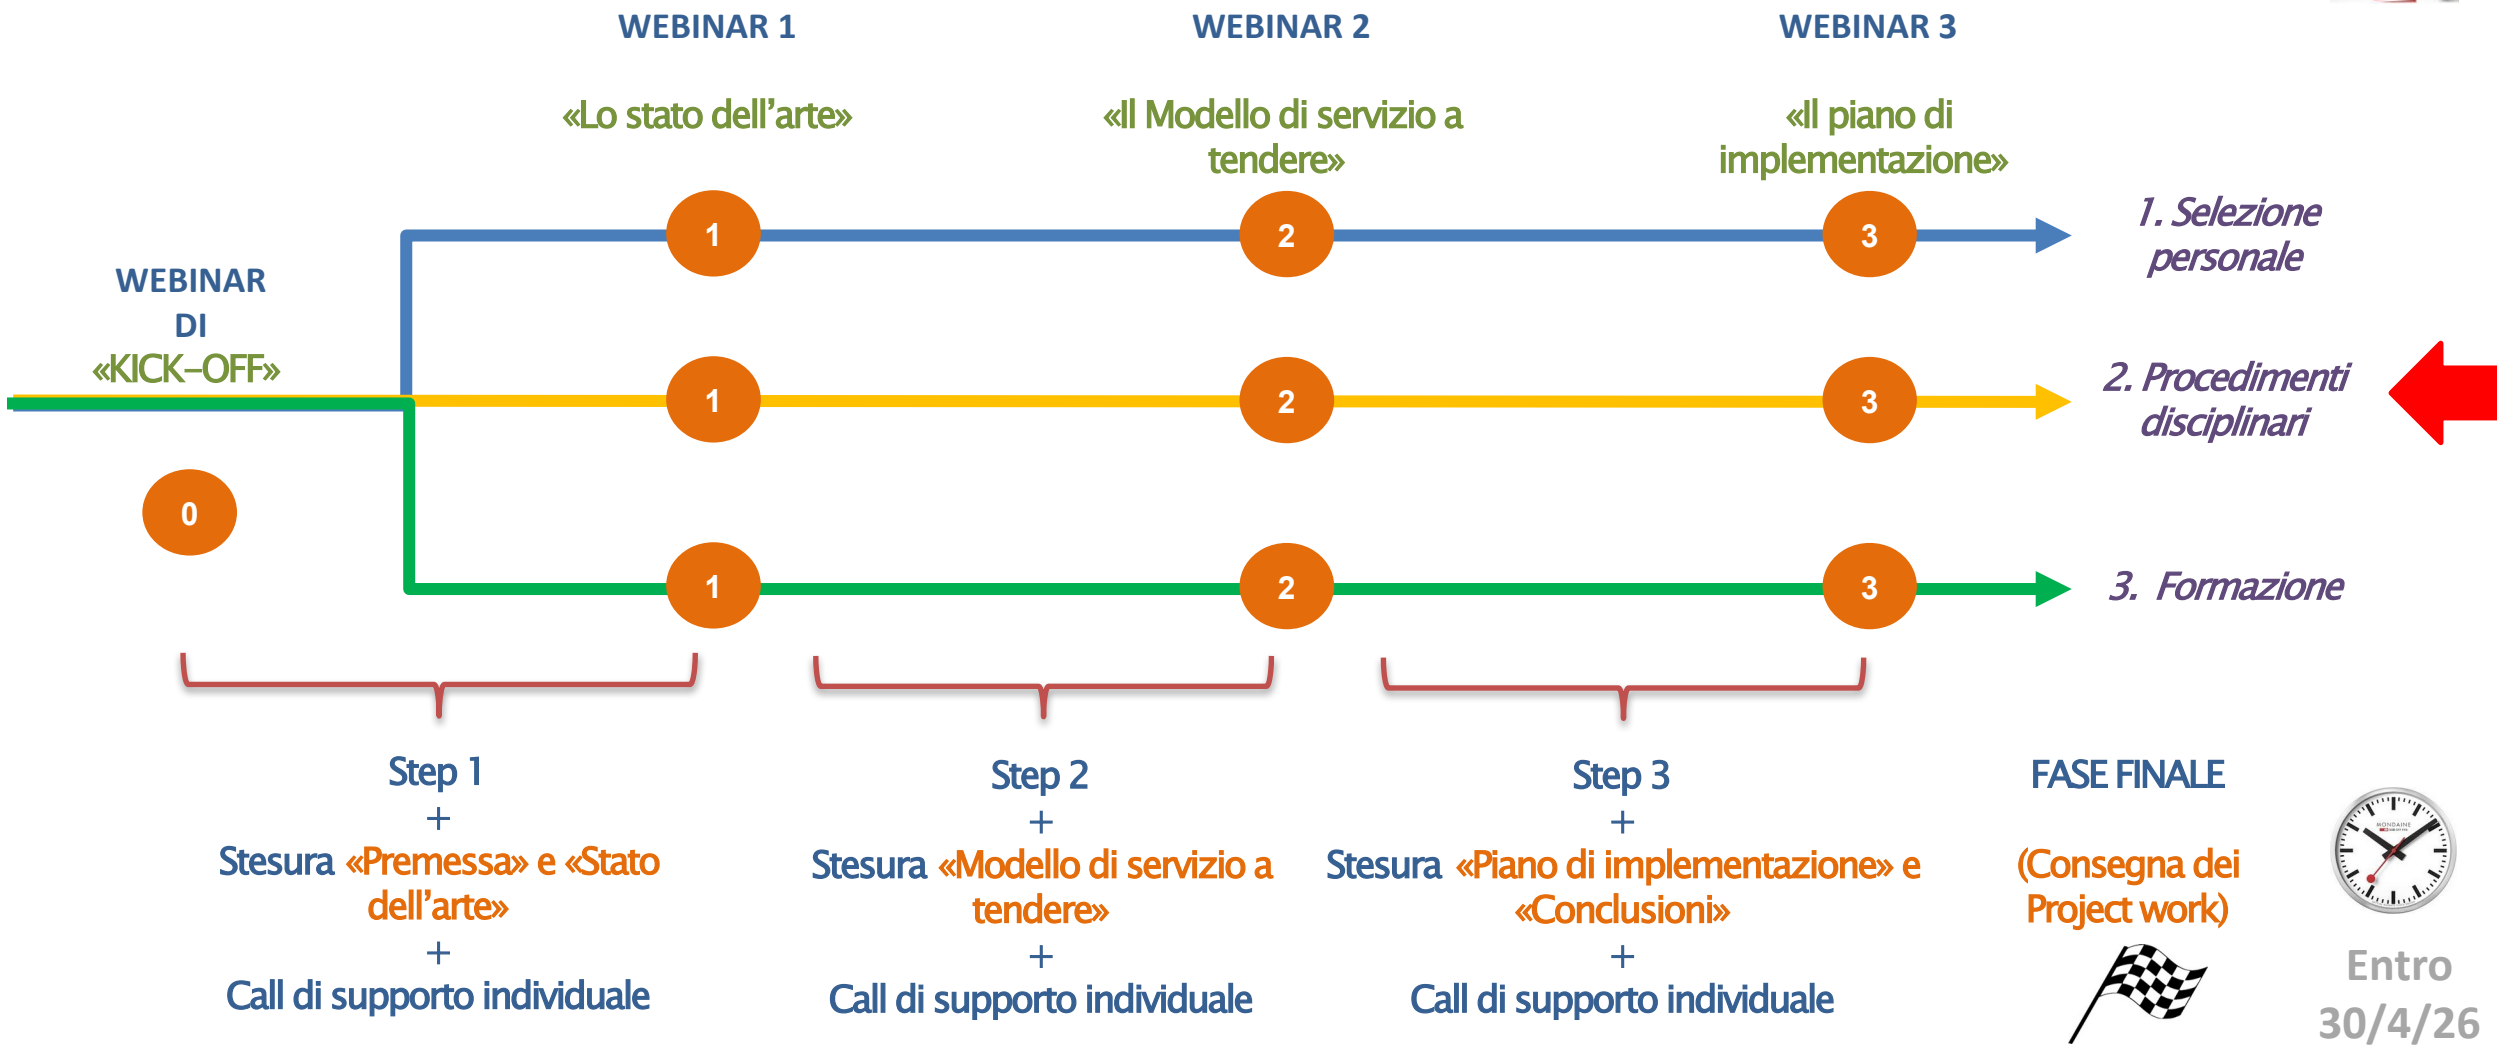 WEBINAR 1
WEBINAR 2
WEBINAR 3
«Lo stato dell’arte»
«Il Modello di servizio a
tendere»
«Il piano di
implementazione»
1
2
3
1. Selezione
personale
WEBINAR
DI
«KICK–OFF»
1
2
3
2. Procedimenti
disciplinari
0
1
2
3
3. Formazione
Step 1
+
Stesura «Premessa» e «Stato
dell’arte»
+
Call di supporto individuale
Step 2
+
Stesura «Modello di servizio a
tendere»
+
Call di supporto individuale
Step 3
+
Stesura «Piano di implementazione» e
«Conclusioni»
+
Call di supporto individuale
FASE FINALE
(Consegna dei
Project work)
MONDAINE
Entro
30/4/26